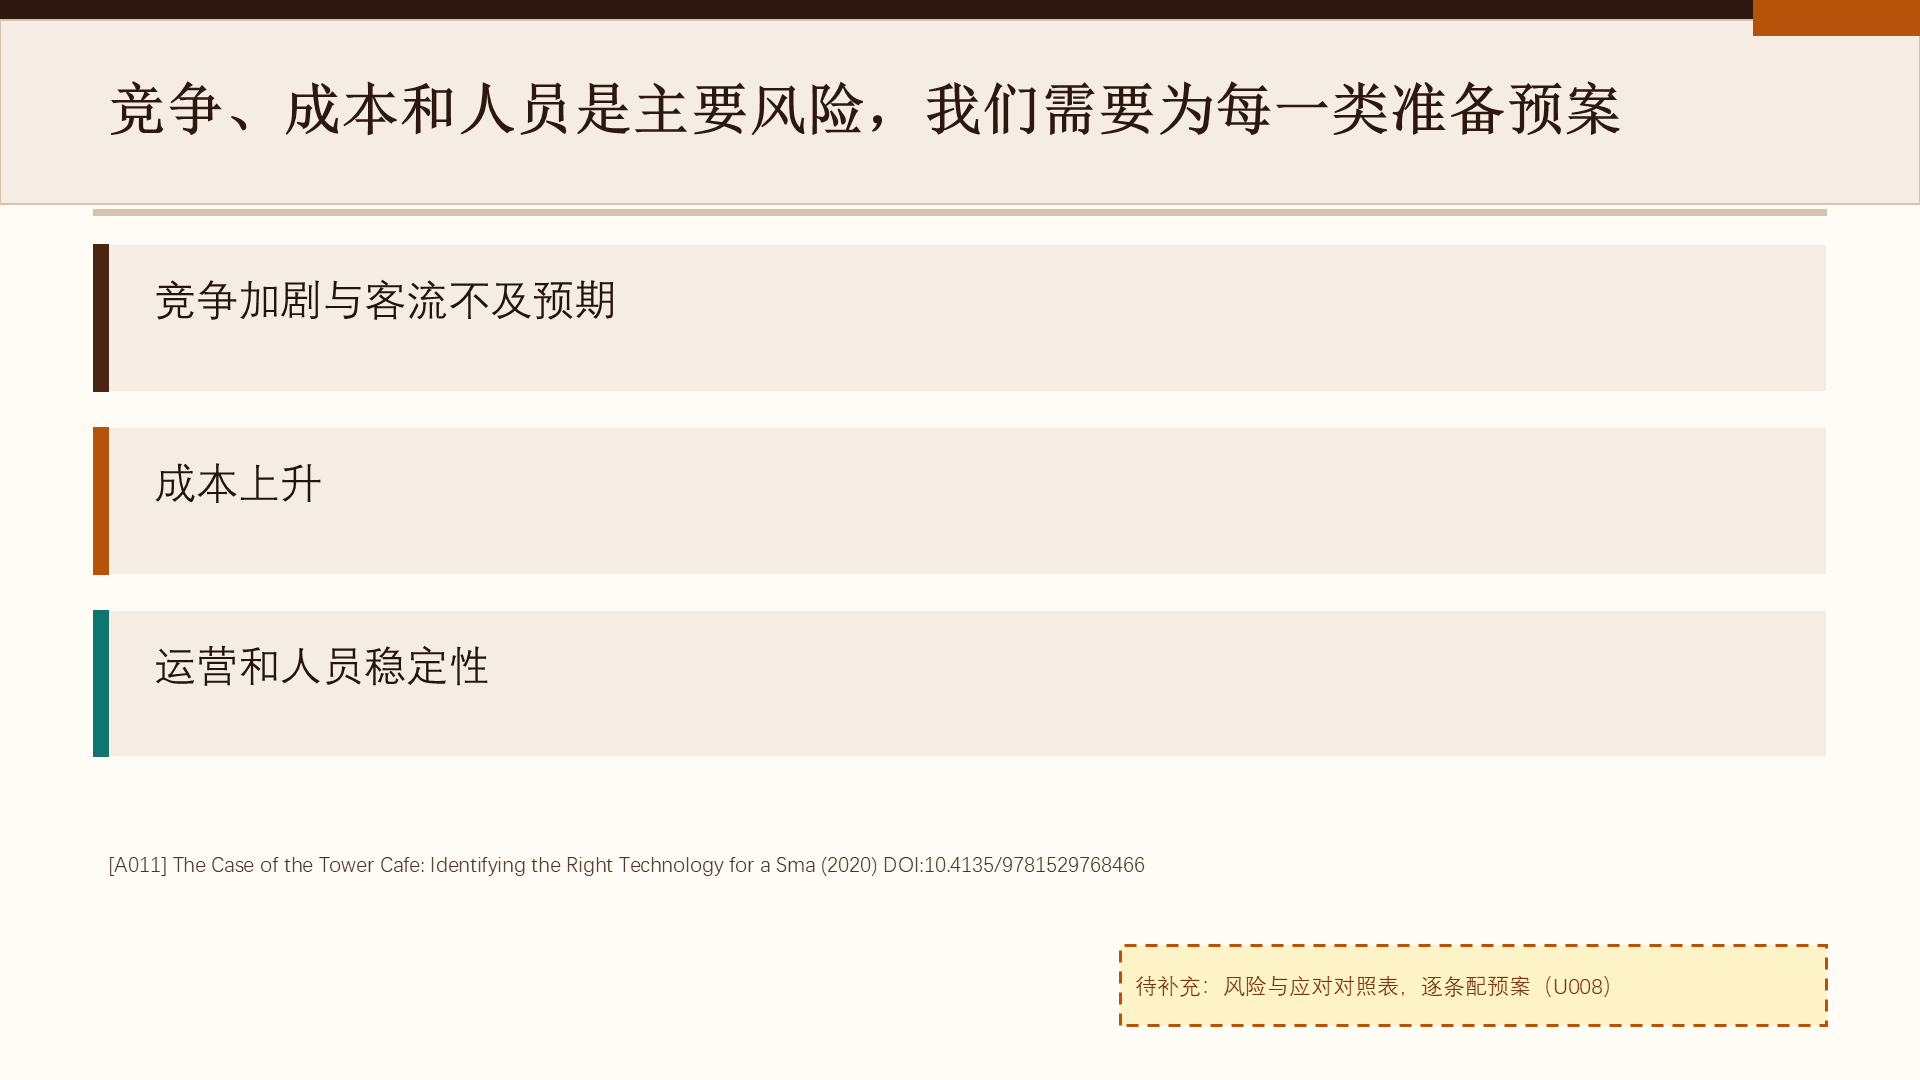 竞争、成本和人员是主要风险，我们需要为每一类准备预案
竞争加剧与客流不及预期
成本上升
运营和人员稳定性
[A011] The Case of the Tower Cafe: Identifying the Right Technology for a Sma (2020) DOI:10.4135/9781529768466
待补充：风险与应对对照表，逐条配预案（U008）